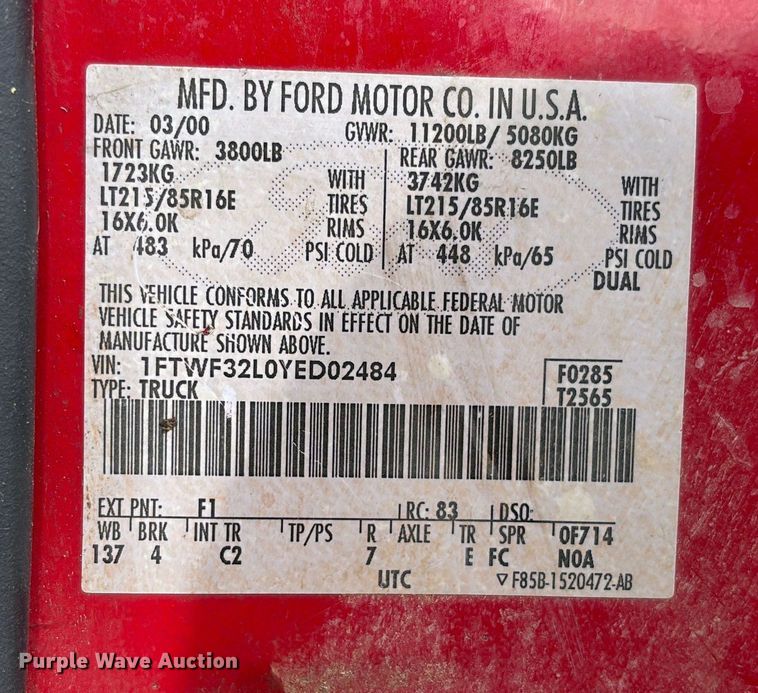 MFD. BY FORD MOTOR CO. IN U.S.A.
DATE: 03/00 GVWR: 11200LB/ 5080KG
FRONT GAWR: 3800LB REAR GAWR: 8250LB
1723KG WITH 3742KG WITH
LT215/85R16E TIRES LT215/85R16E TIRES
16X6.0K RIMS 16X6.0K RIMS
AT 483 kPa/70 PSI COLD AT 448 kPa/65 PSI COLD
DUAL
THIS VEHICLE CONFORMS TO ALL APPLICABLE FEDERAL MOTOR
VEHICLE SAFETY STANDARDS IN EFFECT ON THE DATE OF
MANUFACTURE SHOWN ABOVE.
VIN: 1FTWF32L0YED02484 F0285
TYPE: TRUCK T2565
EXT PNT: F1 RC: 83 DSO:
WB BRK INT TR TP/PS R AXLE TR SPR 0F714
137 4 C2 7 E FC N0A
UTC ▽F85B-1520472-AB
Purple Wave Auction